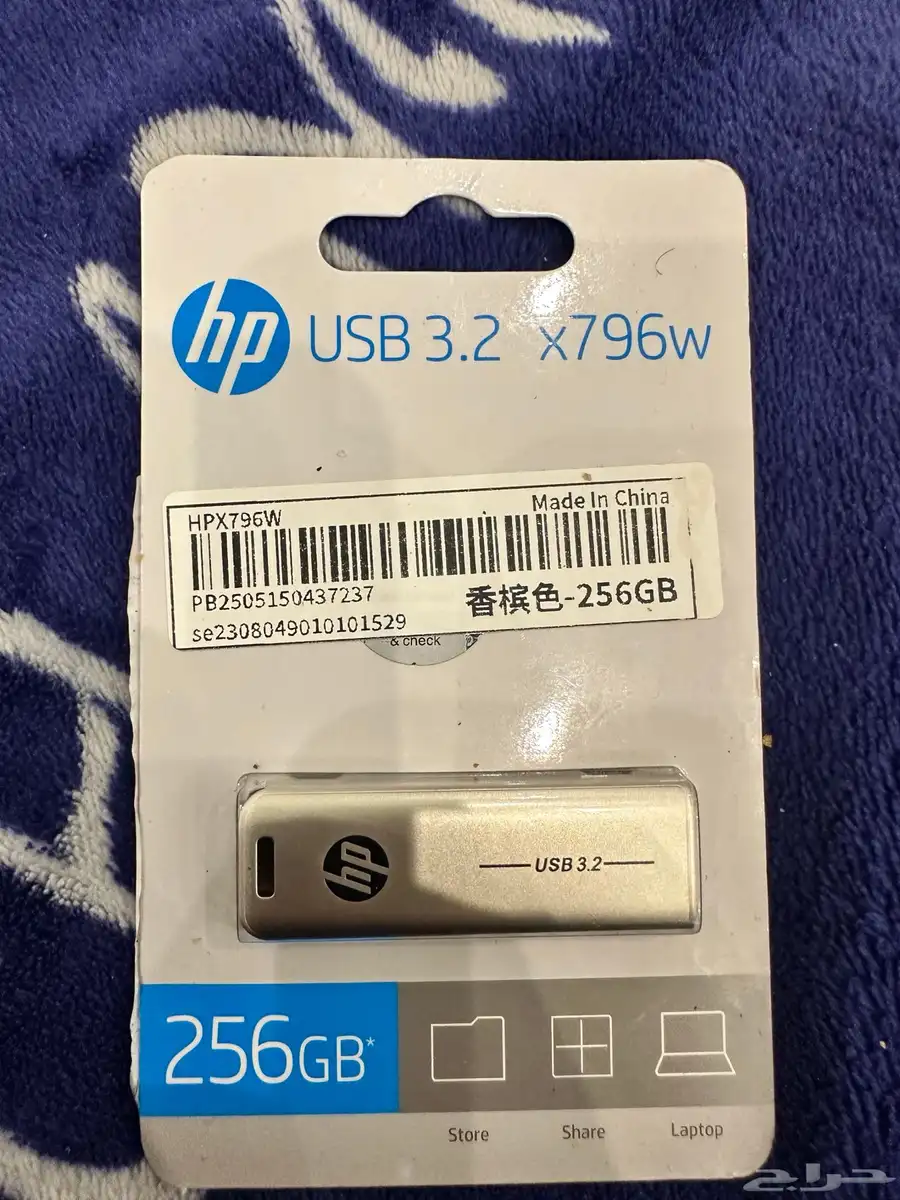 hp USB 3.2 x796w
HPX796W Made In China
PB2505150437237 香槟色-256GB
se2308049010101529
& check
hp USB 3.2
256GB*
Store Share Laptop
حراج